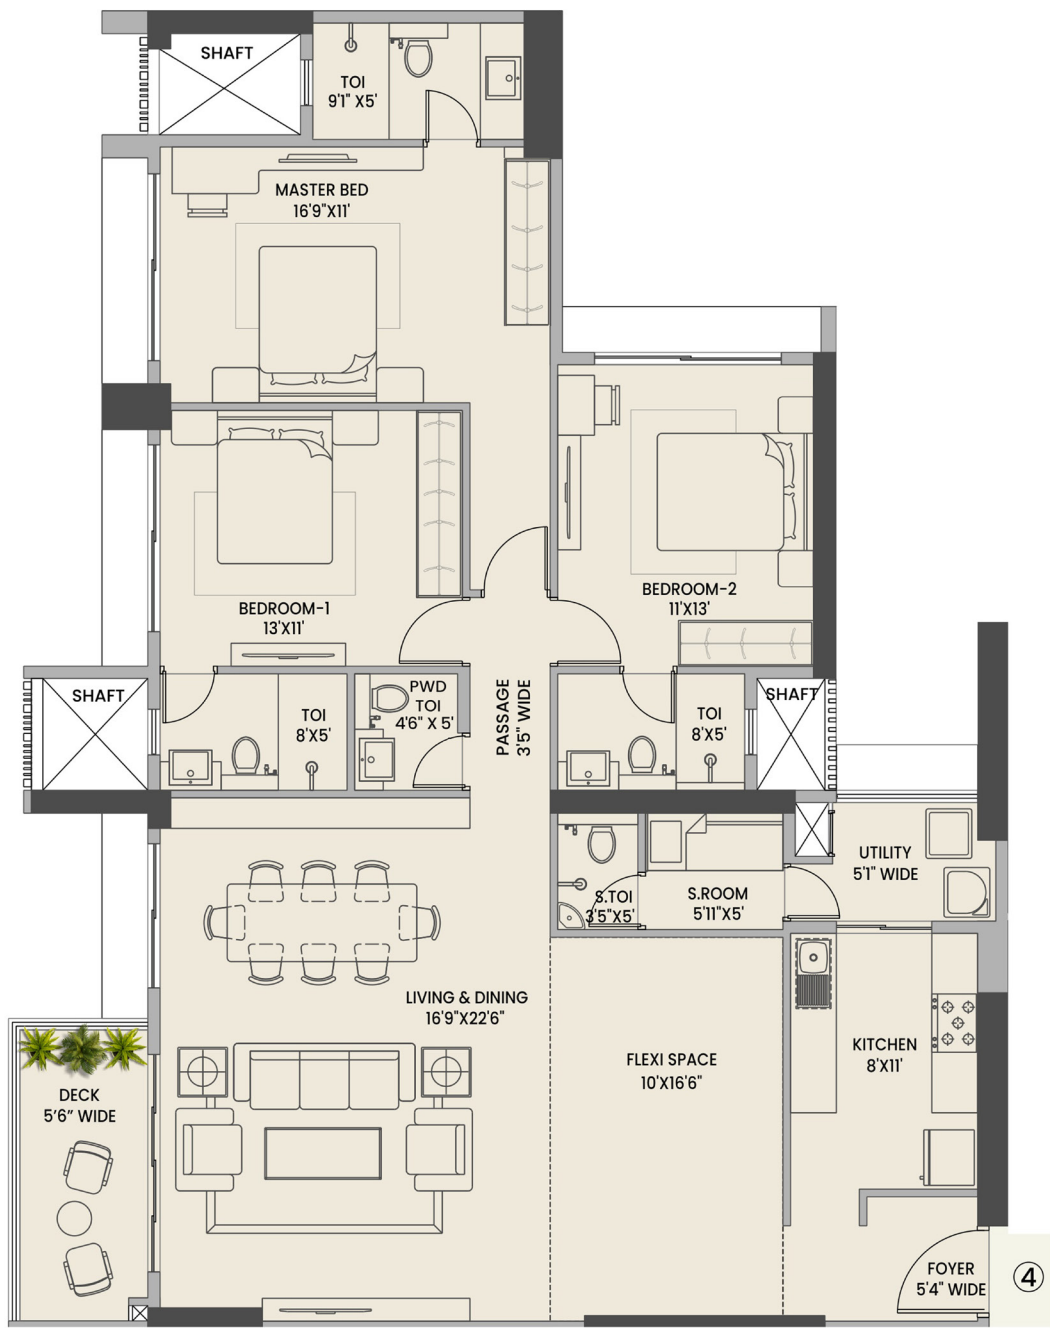 SHAFT
TOI
9'1" X5'
MASTER BED
16'9"X11'
BEDROOM-1
13'X11'
BEDROOM-2
11'X13'
SHAFT
TOI
8'X5'
PWD
TOI
4'6" X 5'
PASSAGE
3'5" WIDE
TOI
8'X5'
SHAFT
S.TOI
3'5"X5'
S.ROOM
5'11"X5'
UTILITY
5'1" WIDE
LIVING & DINING
16'9"X22'6"
FLEXI SPACE
10'X16'6"
KITCHEN
8'X11'
DECK
5'6" WIDE
FOYER
5'4" WIDE
4